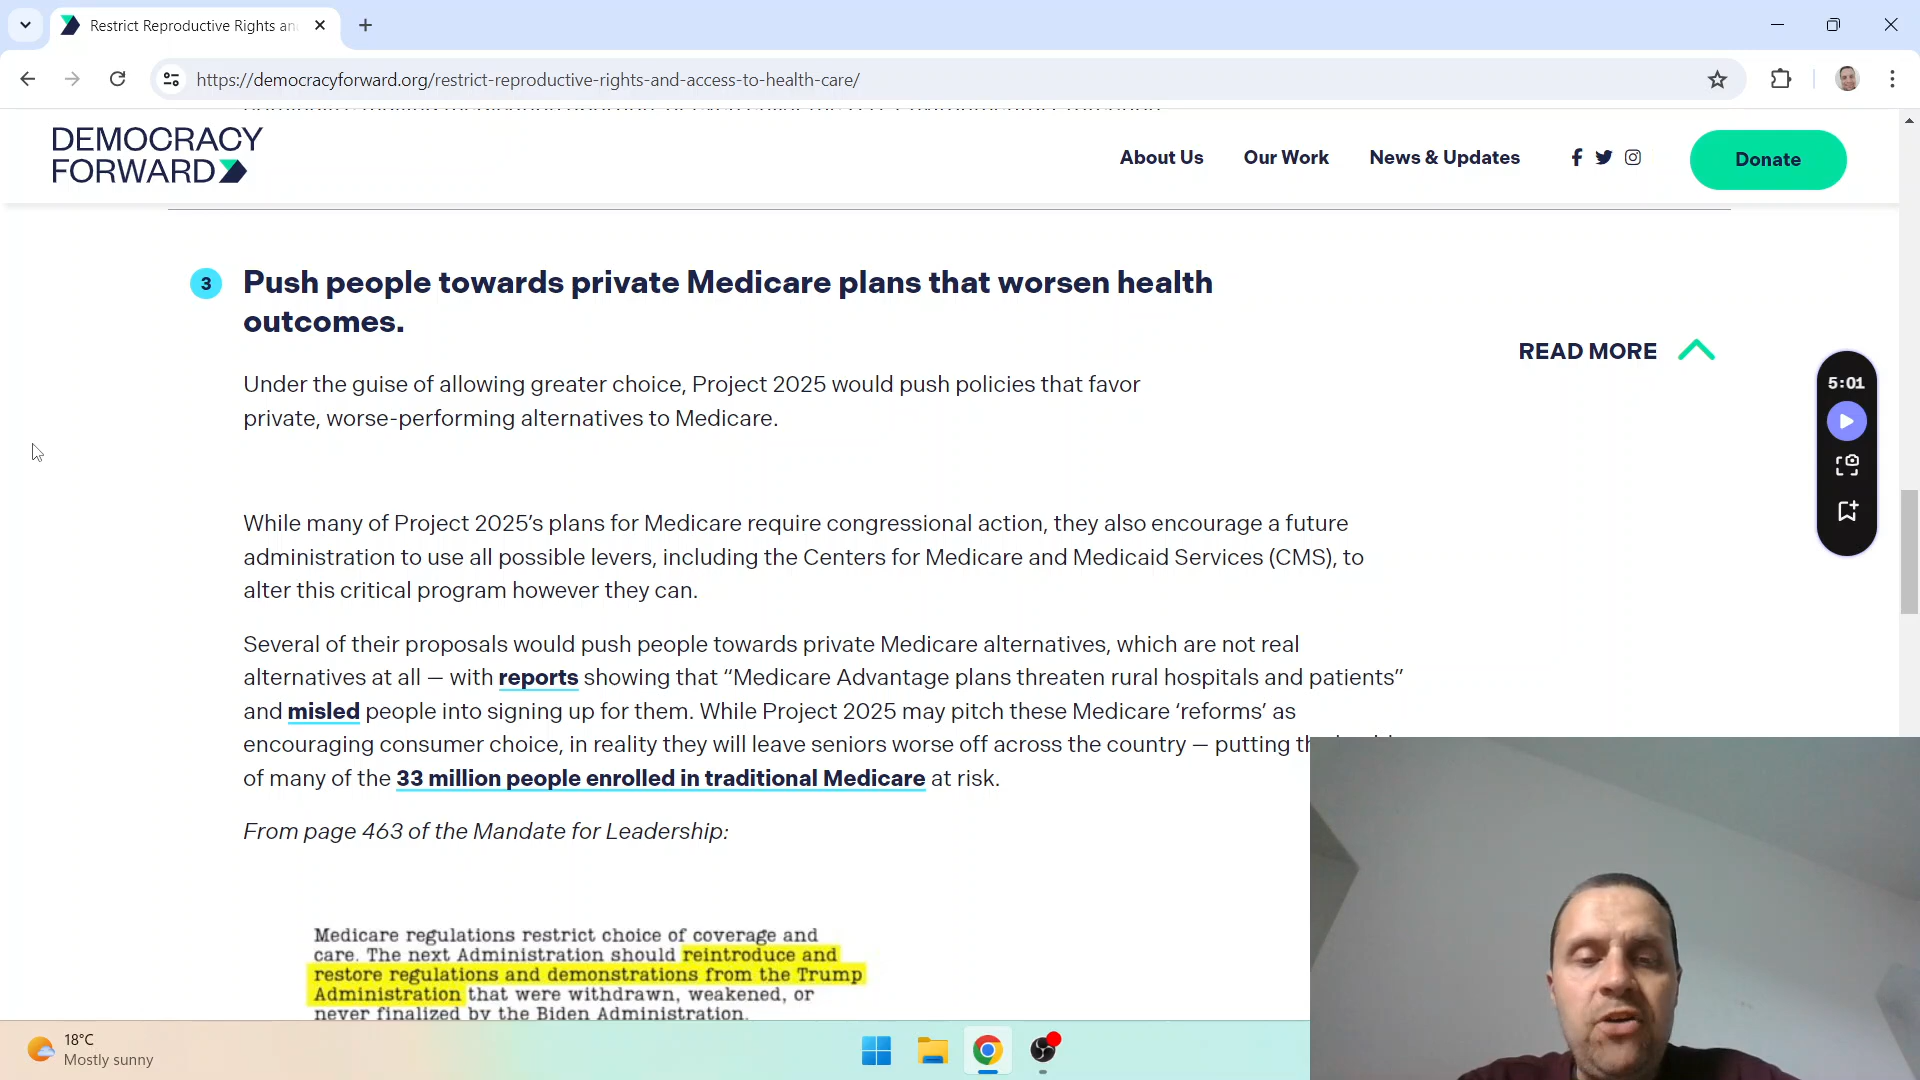 Restrict Reproductive Rights an
https://democracyforward.org/restrict-reproductive-rights-and-access-to-health-care/
DEMOCRACY
FORWARD
About Us
Our Work
News & Updates
Donate
3
Push people towards private Medicare plans that worsen health
outcomes.
READ MORE
Under the guise of allowing greater choice, Project 2025 would push policies that favor
private, worse-performing alternatives to Medicare.
5:01
While many of Project 2025’s plans for Medicare require congressional action, they also encourage a future
administration to use all possible levers, including the Centers for Medicare and Medicaid Services (CMS), to
alter this critical program however they can.
Several of their proposals would push people towards private Medicare alternatives, which are not real
alternatives at all — with reports showing that “Medicare Advantage plans threaten rural hospitals and patients”
and misled people into signing up for them. While Project 2025 may pitch these Medicare ‘reforms’ as
encouraging consumer choice, in reality they will leave seniors worse off across the country — putting
of many of the 33 million people enrolled in traditional Medicare at risk.
From page 463 of the Mandate for Leadership:
Medicare regulations restrict choice of coverage and
care. The next Administration should reintroduce and
restore regulations and demonstrations from the Trump
Administration that were withdrawn, weakened, or
never finalized by the Biden Administration.
18°C
Mostly sunny